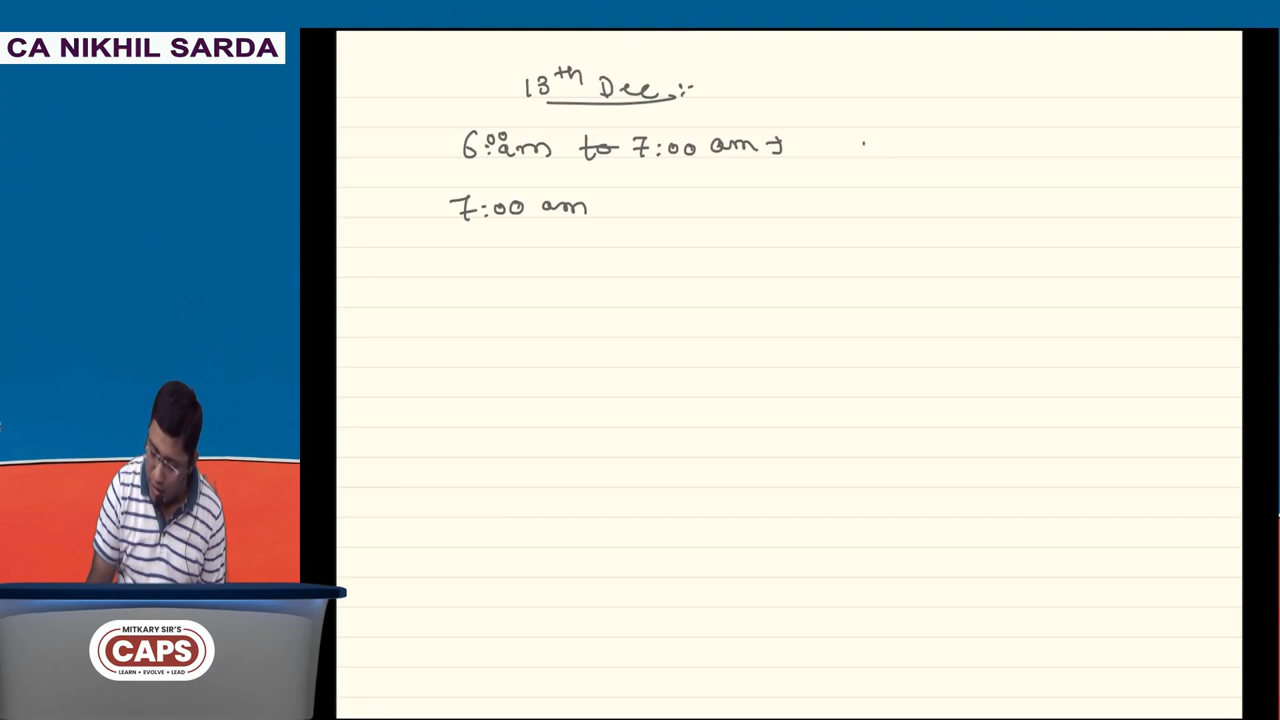 CA NIKHIL SARDA
13th Dec :-
6:00 am to 7:00 am →
7:00 am
MITKARY SIR'S
CAPS
LEARN • EVOLVE • LEAD